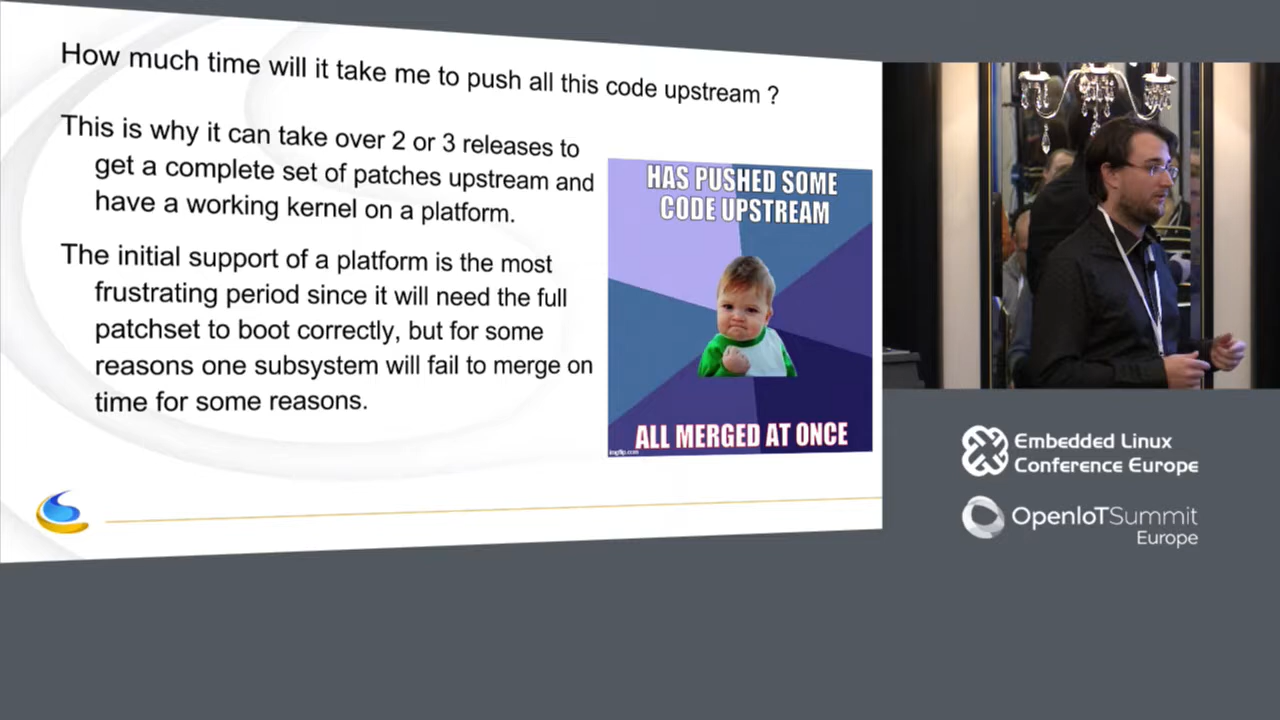 How much time will it take me to push all this code upstream ?
This is why it can take over 2 or 3 releases to
get a complete set of patches upstream and
have a working kernel on a platform.
The initial support of a platform is the most
frustrating period since it will need the full
patchset to boot correctly, but for some
reasons one subsystem will fail to merge on
time for some reasons.
HAS PUSHED SOME
CODE UPSTREAM
ALL MERGED AT ONCE
imgflip.com
Embedded Linux
Conference Europe
OpenIoTSummit
Europe